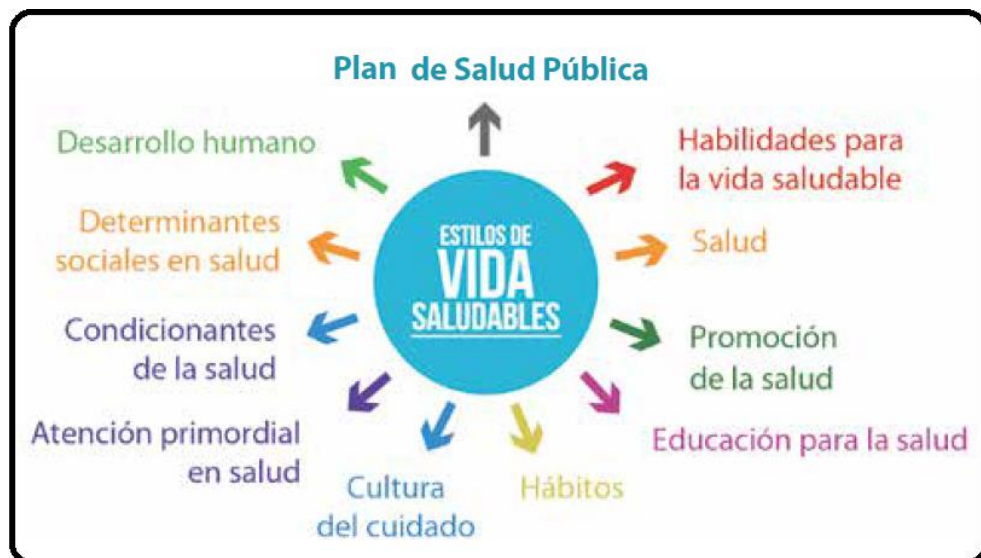 Plan de Salud Pública
Desarrollo humano
Habilidades para
la vida saludable
Determinantes
sociales en salud
ESTILOS DE
VIDA
SALUDABLES
Salud
Condicionantes
de la salud
Promoción
de la salud
Atención primordial
en salud
Educación para la salud
Cultura
del cuidado
Hábitos